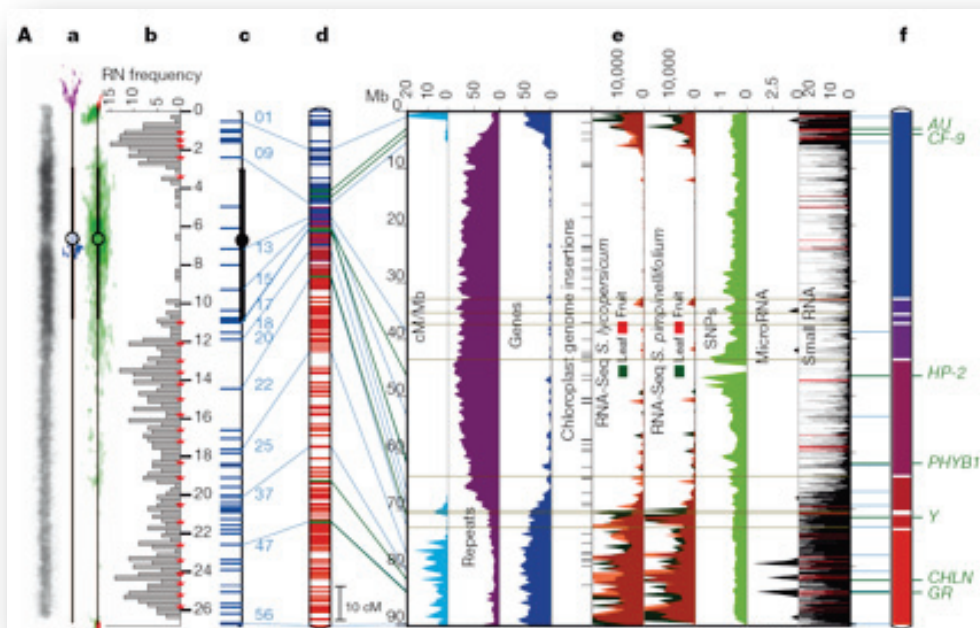 A a b c d e f
RN frequency
15 10 5 0
0
2
4
6
8
10
12
14
16
18
20
22
24
26
01
09
13
15
17
18
20
22
25
37
47
56
10 cM
Mb
0
10
20
30
40
50
60
70
80
90
20 10 0
50 0
50 0
10,000 0
10,000 0
1 0
2.5 0
20 0
cM/Mb
Repeats
Genes
Chloroplast genome insertions
RNA-Seq S. lycopersicum
Leaf Fruit
RNA-Seq S. pimpinellifolium
Leaf Fruit
SNPs
MicroRNA
Small RNA
AU
CF-9
HP-2
PHYB1
Y
CHLN
GR